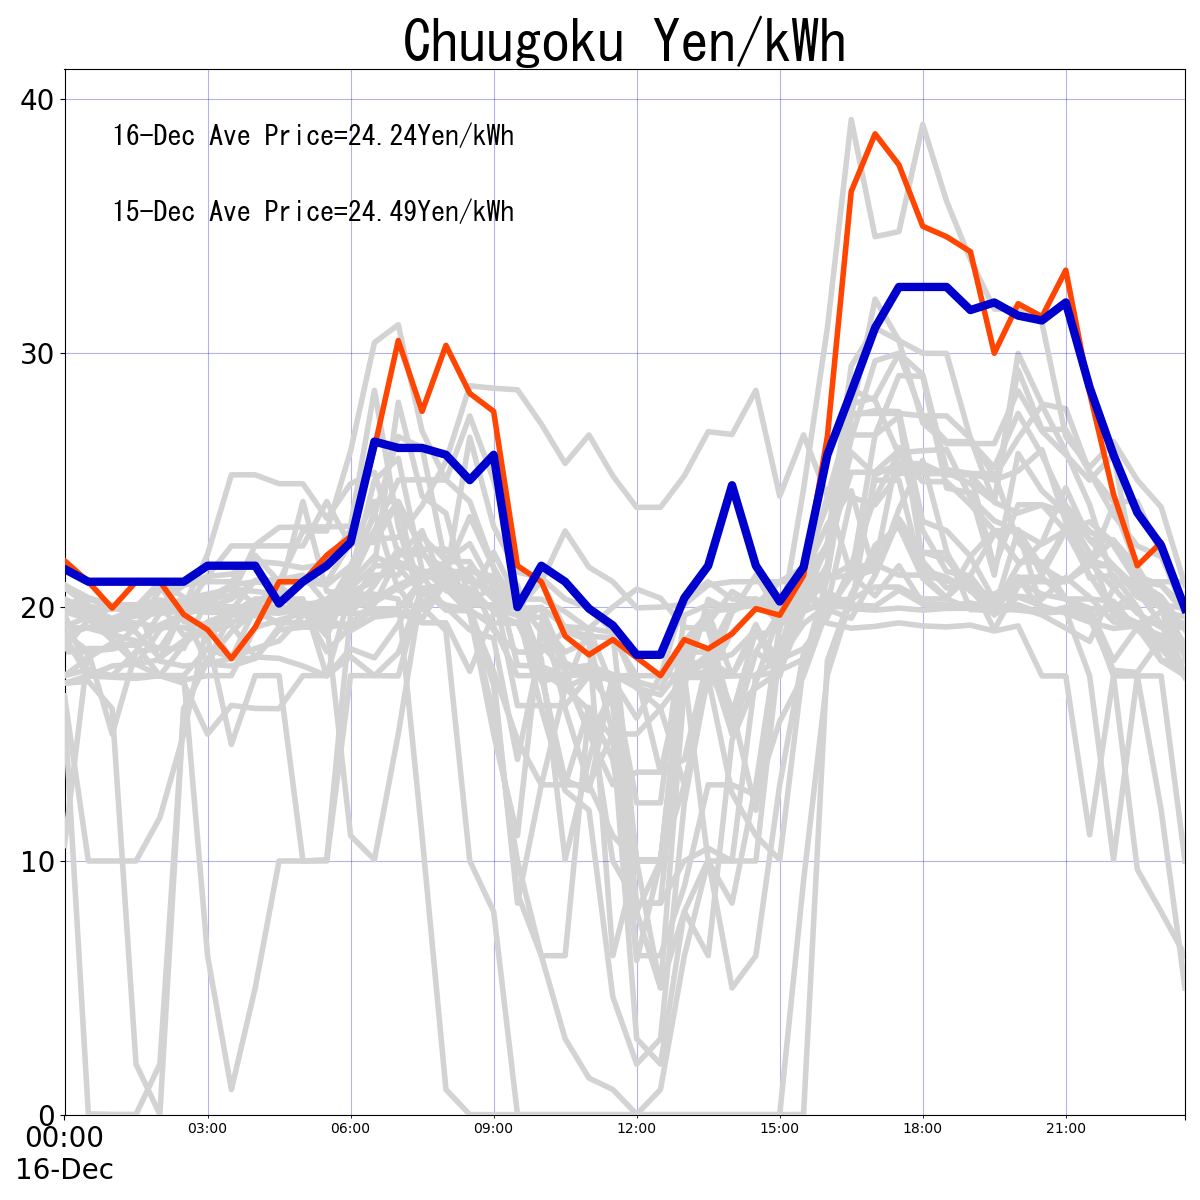 Chuugoku Yen/kWh
40
16-Dec Ave Price=24.24Yen/kWh
15-Dec Ave Price=24.49Yen/kWh
30
20
10
0
00:00 03:00 06:00 09:00 12:00 15:00 18:00 21:00
16-Dec